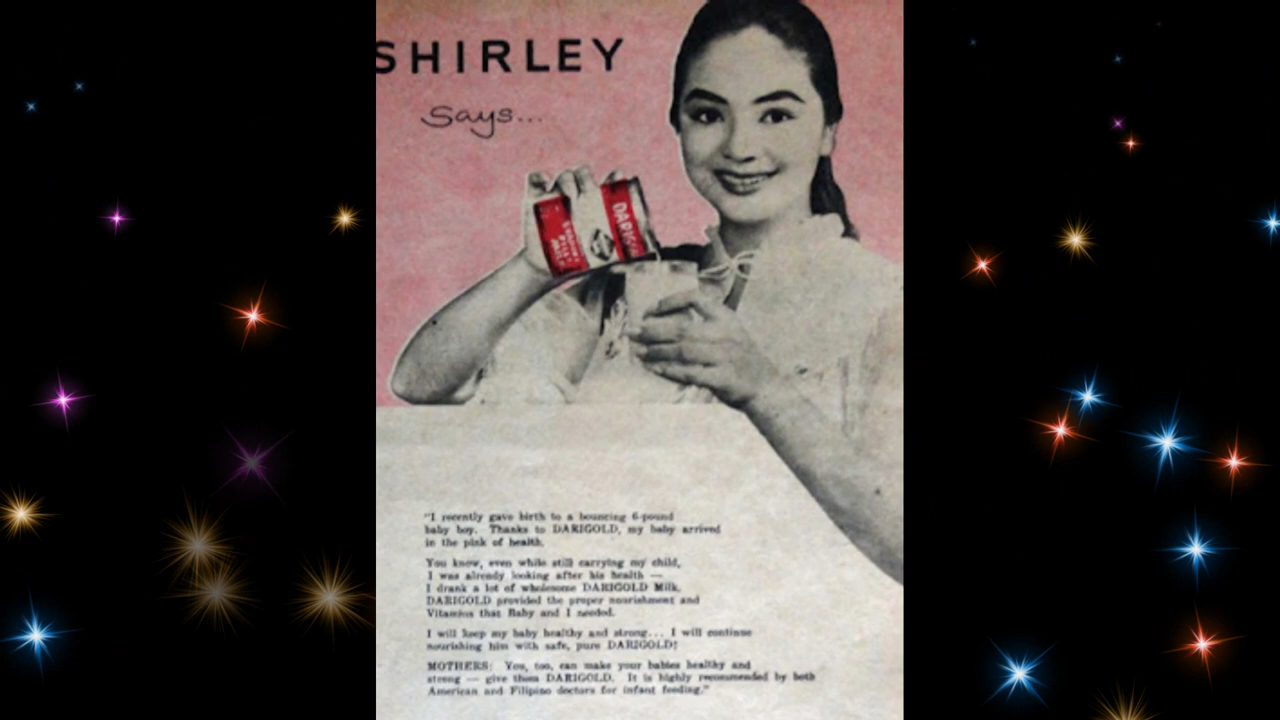 SHIRLEY
says...
DARIGOLD
"I recently gave birth to a bouncing 6-pound
baby boy. Thanks to DARIGOLD, my baby arrived
in the pink of health.
You know, even while still carrying my child,
I was already looking after his health —
I drank a lot of wholesome DARIGOLD Milk.
DARIGOLD provided the proper nourishment and
Vitamins that Baby and I needed.
I will keep my baby healthy and strong... I will continue
nourishing him with safe, pure DARIGOLD!
MOTHERS: You, too, can make your babies healthy and
strong — give them DARIGOLD. It is highly recommended by both
American and Filipino doctors for infant feeding."